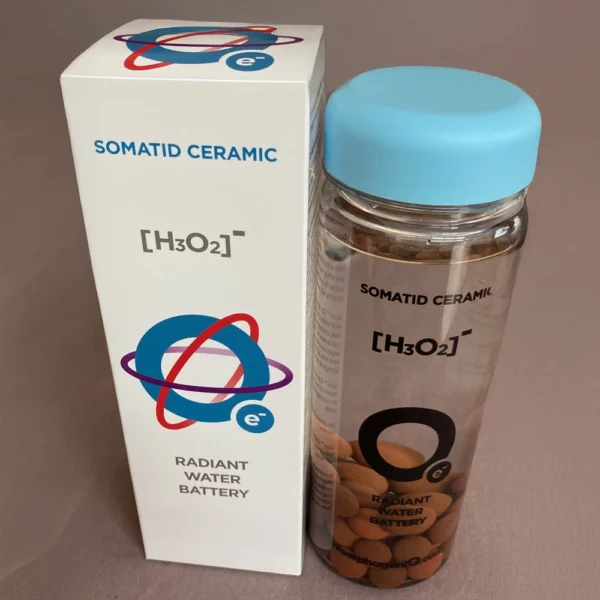 e⁻
SOMATID CERAMIC
[H₃O₂]⁻
e⁻
RADIANT
WATER
BATTERY
SOMATID CERAMIC
[H₃O₂]⁻
e⁻
RADIANT
WATER
BATTERY